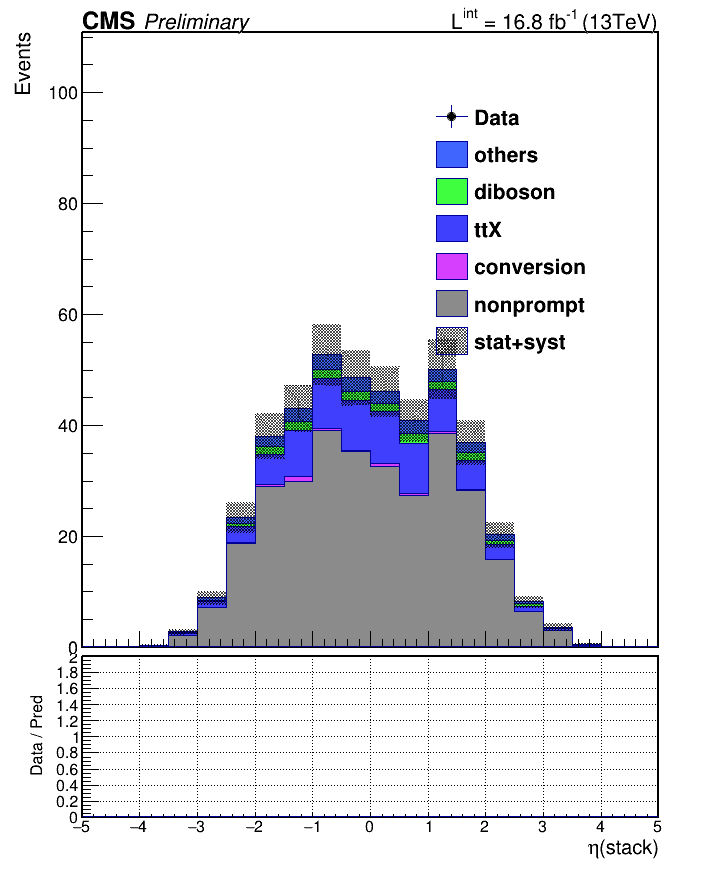 CMS Preliminary L^int = 16.8 fb^-1 (13TeV)
Events
100
80
60
40
20
0
Data
others
diboson
ttX
conversion
nonprompt
stat+syst
Data / Pred
2
1.8
1.6
1.4
1.2
1
0.8
0.6
0.4
0.2
0
−5 −4 −3 −2 −1 0 1 2 3 4 5
η(stack)